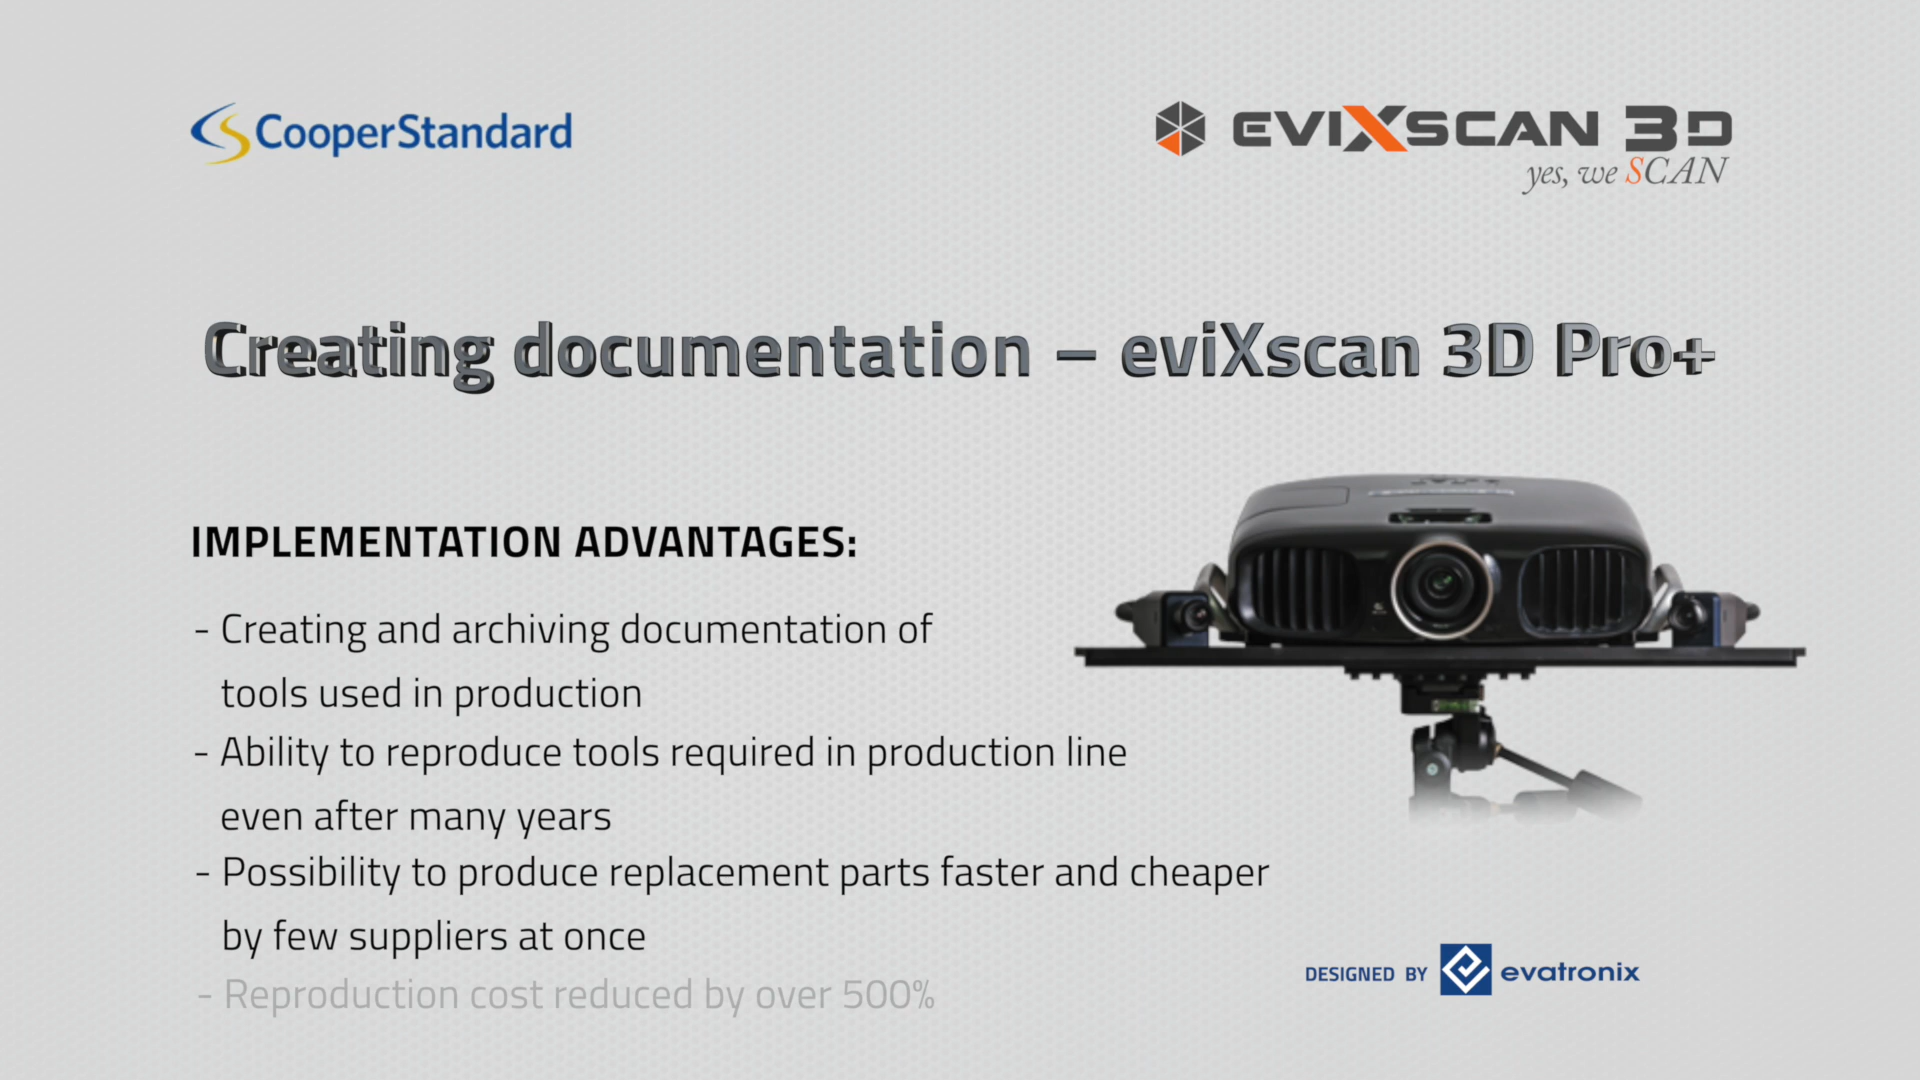 CooperStandard
EVIXSCAN 3D
yes, we SCAN
Creating documentation – eviXscan 3D Pro+
IMPLEMENTATION ADVANTAGES:
- Creating and archiving documentation of
tools used in production
- Ability to reproduce tools required in production line
even after many years
- Possibility to produce replacement parts faster and cheaper
by few suppliers at once
- Reproduction cost reduced by over 500%
DESIGNED BY evatronix